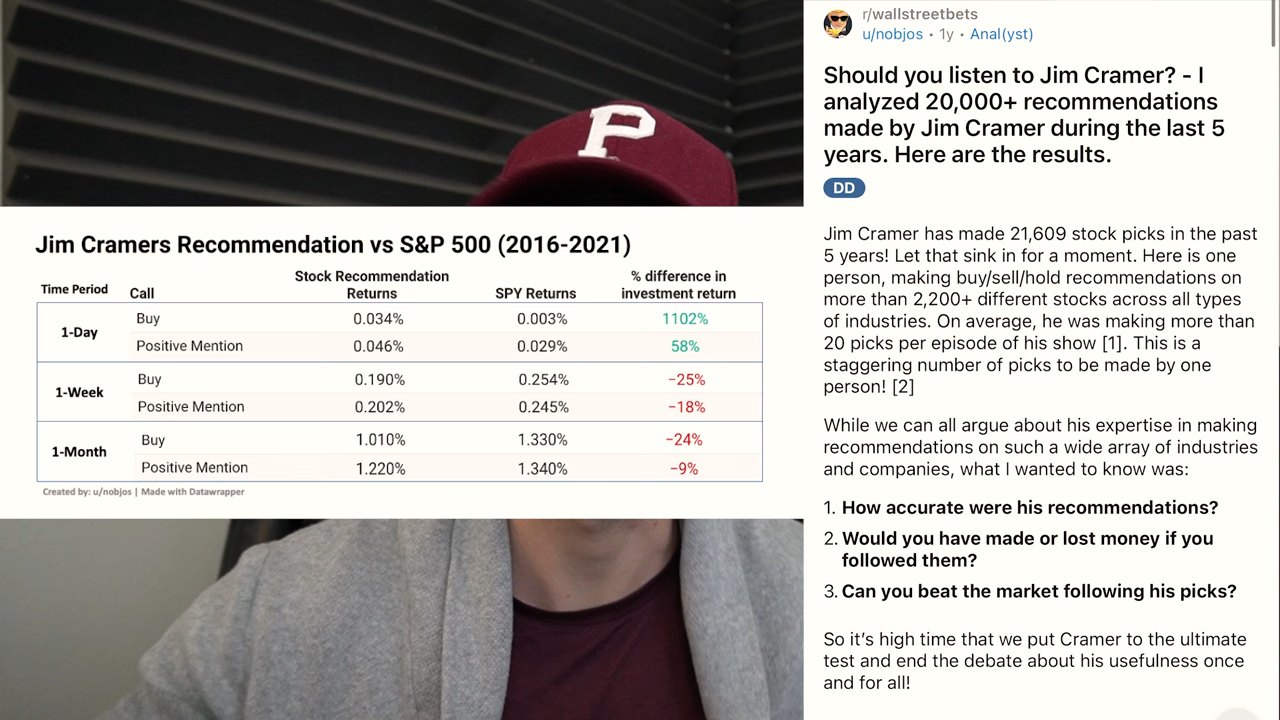 P
Jim Cramers Recommendation vs S&P 500 (2016-2021)
Time Period Call Stock Recommendation Returns SPY Returns % difference in investment return
1-Day
Buy 0.034% 0.003% 1102%
Positive Mention 0.046% 0.029% 58%
1-Week
Buy 0.190% 0.254% −25%
Positive Mention 0.202% 0.245% −18%
1-Month
Buy 1.010% 1.330% −24%
Positive Mention 1.220% 1.340% −9%
Created by: u/nobjos | Made with Datawrapper
r/wallstreetbets
u/nobjos • 1y • Anal(yst)
Should you listen to Jim Cramer? - I
analyzed 20,000+ recommendations
made by Jim Cramer during the last 5
years. Here are the results.
DD
Jim Cramer has made 21,609 stock picks in the past
5 years! Let that sink in for a moment. Here is one
person, making buy/sell/hold recommendations on
more than 2,200+ different stocks across all types
of industries. On average, he was making more than
20 picks per episode of his show [1]. This is a
staggering number of picks to be made by one
person! [2]
While we can all argue about his expertise in making
recommendations on such a wide array of industries
and companies, what I wanted to know was:
1. How accurate were his recommendations?
2. Would you have made or lost money if you
followed them?
3. Can you beat the market following his picks?
So it’s high time that we put Cramer to the ultimate
test and end the debate about his usefulness once
and for all!